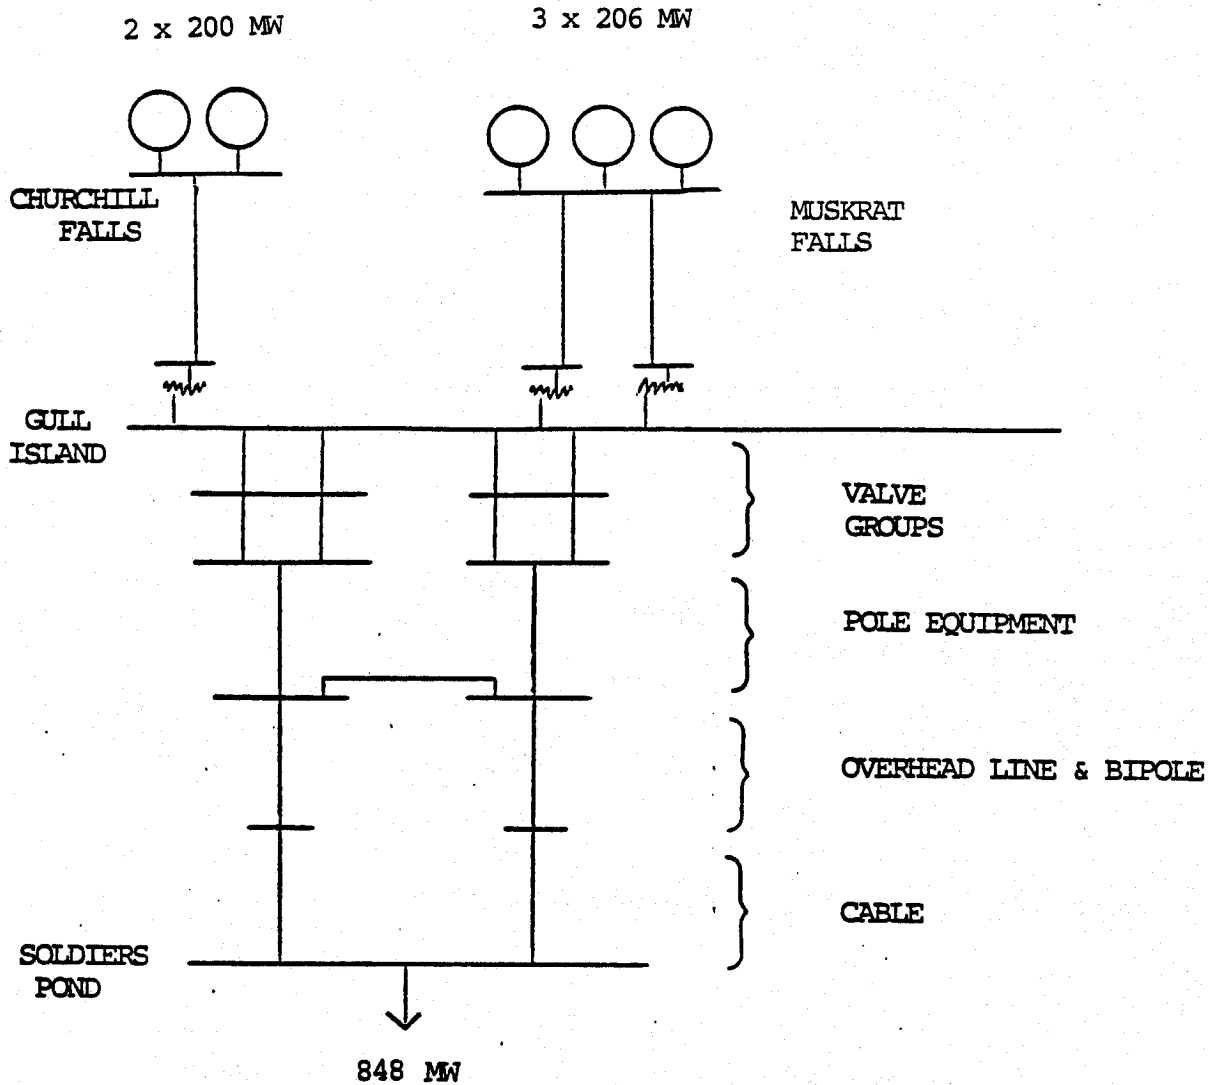 2 x 200 MW
3 x 206 MW
CHURCHILL
FALLS
MUSKRAT
FALLS
GULL
ISLAND
VALVE
GROUPS
POLE EQUIPMENT
OVERHEAD LINE & BIPOLE
CABLE
SOLDIERS
POND
848 MW